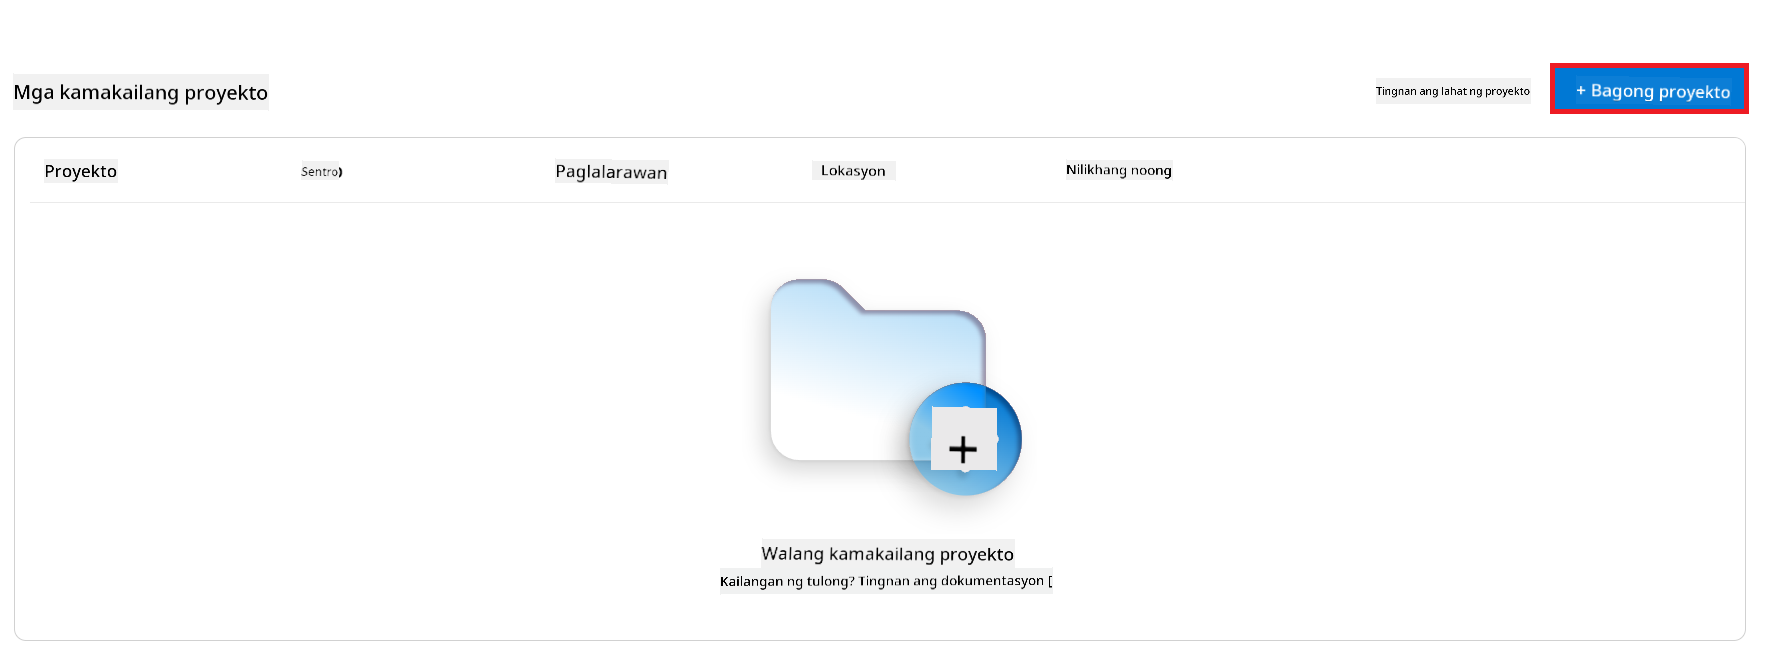 Mga kamakailang proyekto
Tingnan ang lahat ng proyekto
+ Bagong proyekto
Proyekto
Sentro)
Paglalarawan
Lokasyon
Nilikhang noong
+
Walang kamakailang proyekto
Kailangan ng tulong? Tingnan ang dokumentasyon [